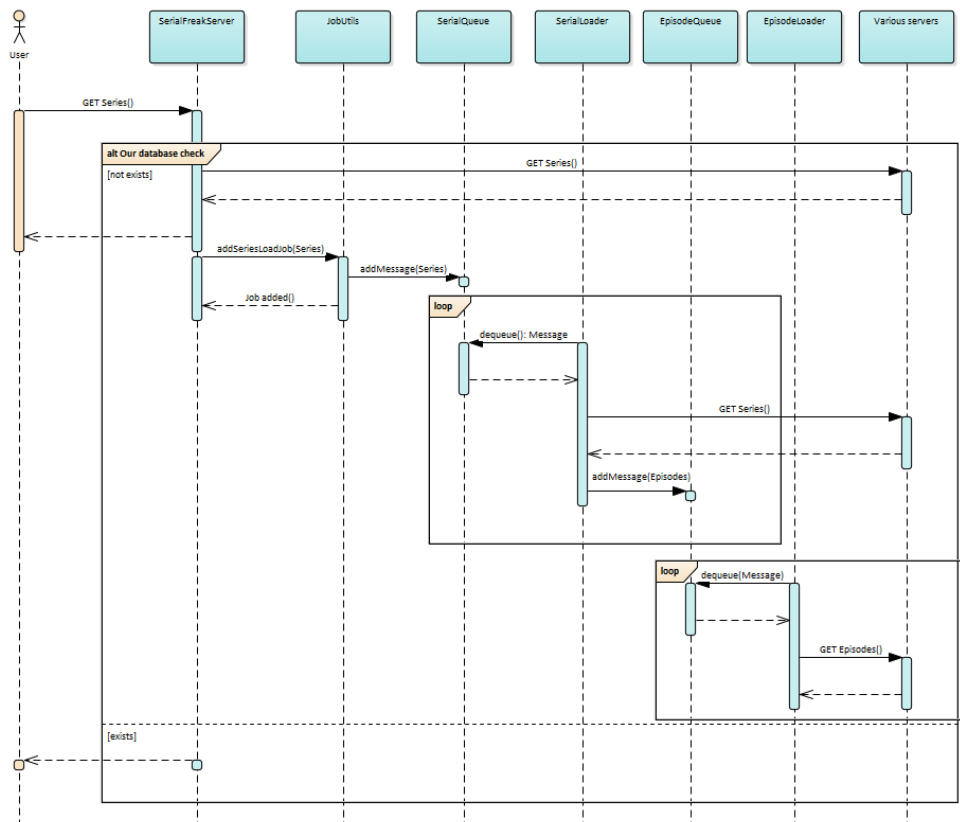 SerialFreakServer
JobUtils
SerialQueue
SerialLoader
EpisodeQueue
EpisodeLoader
Various servers
User
GET Series()
alt Our database check
[not exists]
GET Series()
addSeriesLoadJob(Series)
addMessage(Series)
Job added()
loop
dequeue(): Message
GET Series()
addMessage(Episodes)
loop
dequeue(Message)
GET Episodes()
[exists]